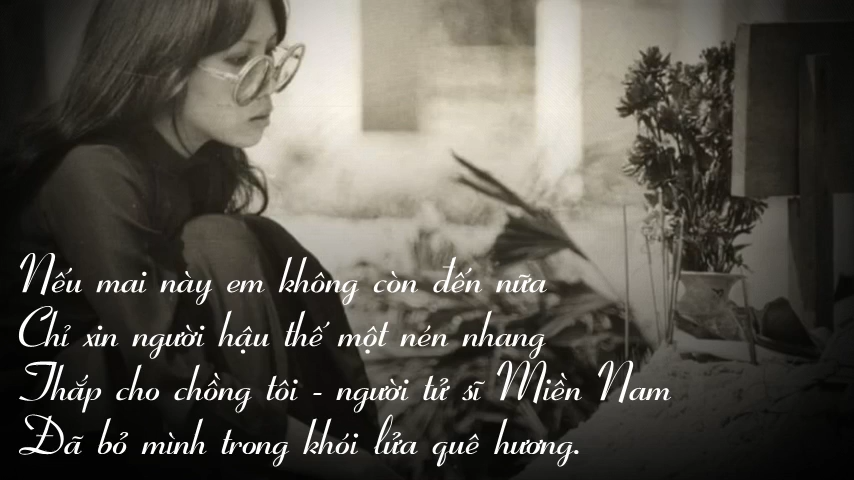 Nếu mai này em không còn đến nữa
Chỉ xin người hậu thế một nén nhang
Thắp cho chồng tôi - người tử sĩ Miền Nam
Đã bỏ mình trong khói lửa quê hương.